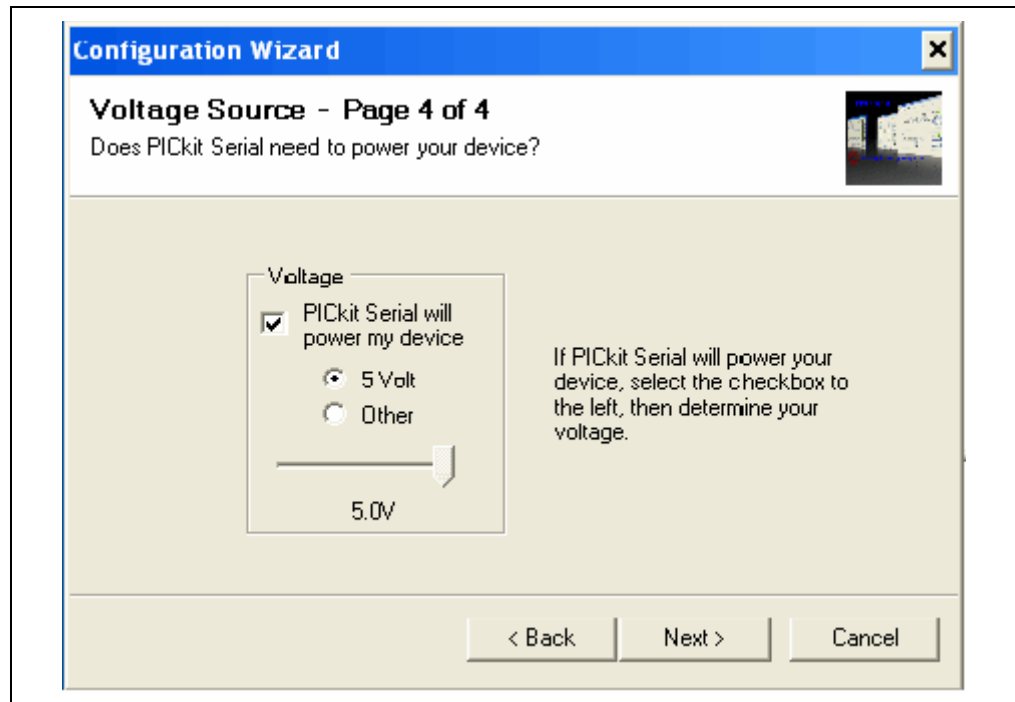 Configuration Wizard
Voltage Source - Page 4 of 4
Does PICkit Serial need to power your device?
Voltage
PICkit Serial will
power my device
5 Volt
Other
5.0V
If PICkit Serial will power your
device, select the checkbox to
the left, then determine your
voltage.
< Back
Next >
Cancel